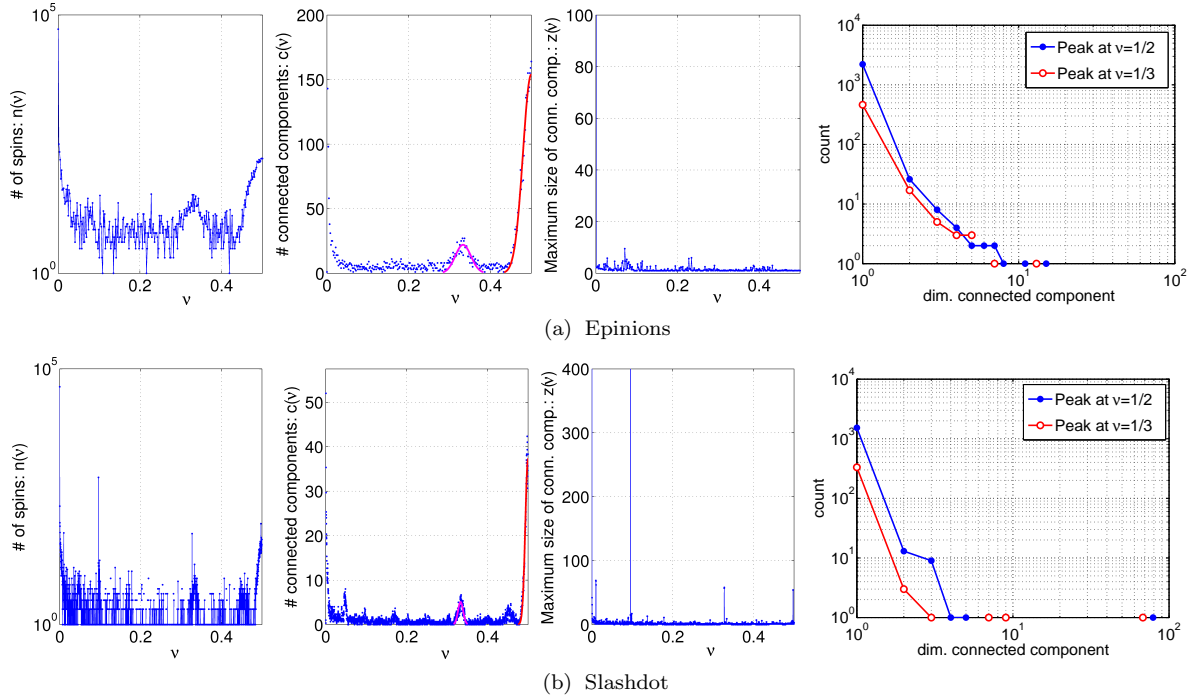 10^5
# of spins: n(ν)
10^0
0 0.2 0.4
ν
200
150
100
50
0
# connected components: c(ν)
0 0.2 0.4
ν
100
80
60
40
20
0
Maximum size of conn. comp.: z(ν)
0 0.2 0.4
ν
10^4
10^3
10^2
10^1
10^0
count
Peak at ν=1/2
Peak at ν=1/3
10^0 10^1 10^2
dim. connected component
(a) Epinions
10^5
# of spins: n(ν)
10^0
0 0.2 0.4
ν
50
40
30
20
10
0
# connected components: c(ν)
0 0.2 0.4
ν
400
300
200
100
0
Maximum size of conn. comp.: z(ν)
0 0.2 0.4
ν
10^4
10^3
10^2
10^1
10^0
count
Peak at ν=1/2
Peak at ν=1/3
10^0 10^1 10^2
dim. connected component
(b) Slashdot